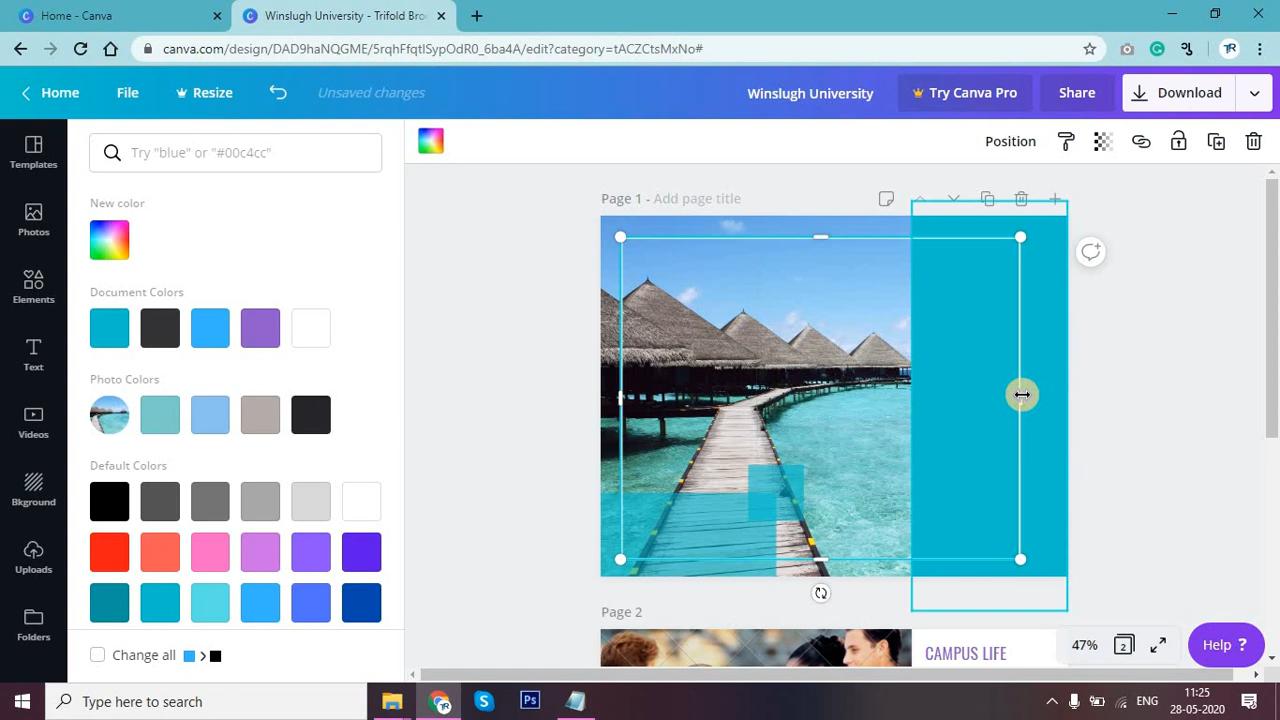 Home - Canva
Winslugh University - Trifold Bro
canva.com/design/DAD9haNQGME/5rqhFfqtlSypOdR0_6ba4A/edit?category=tACZCtsMxNo#
Home
File
Resize
Unsaved changes
Winslugh University
Try Canva Pro
Share
Download
Templates
Photos
Elements
Text
Videos
Bkground
Uploads
Folders
Try "blue" or "#00c4cc"
New color
Document Colors
Photo Colors
Default Colors
Change all
Position
Page 1 - Add page title
Page 2
CAMPUS LIFE
47%
2
Help ?
Type here to search
Ps
ENG
11:25
28-05-2020